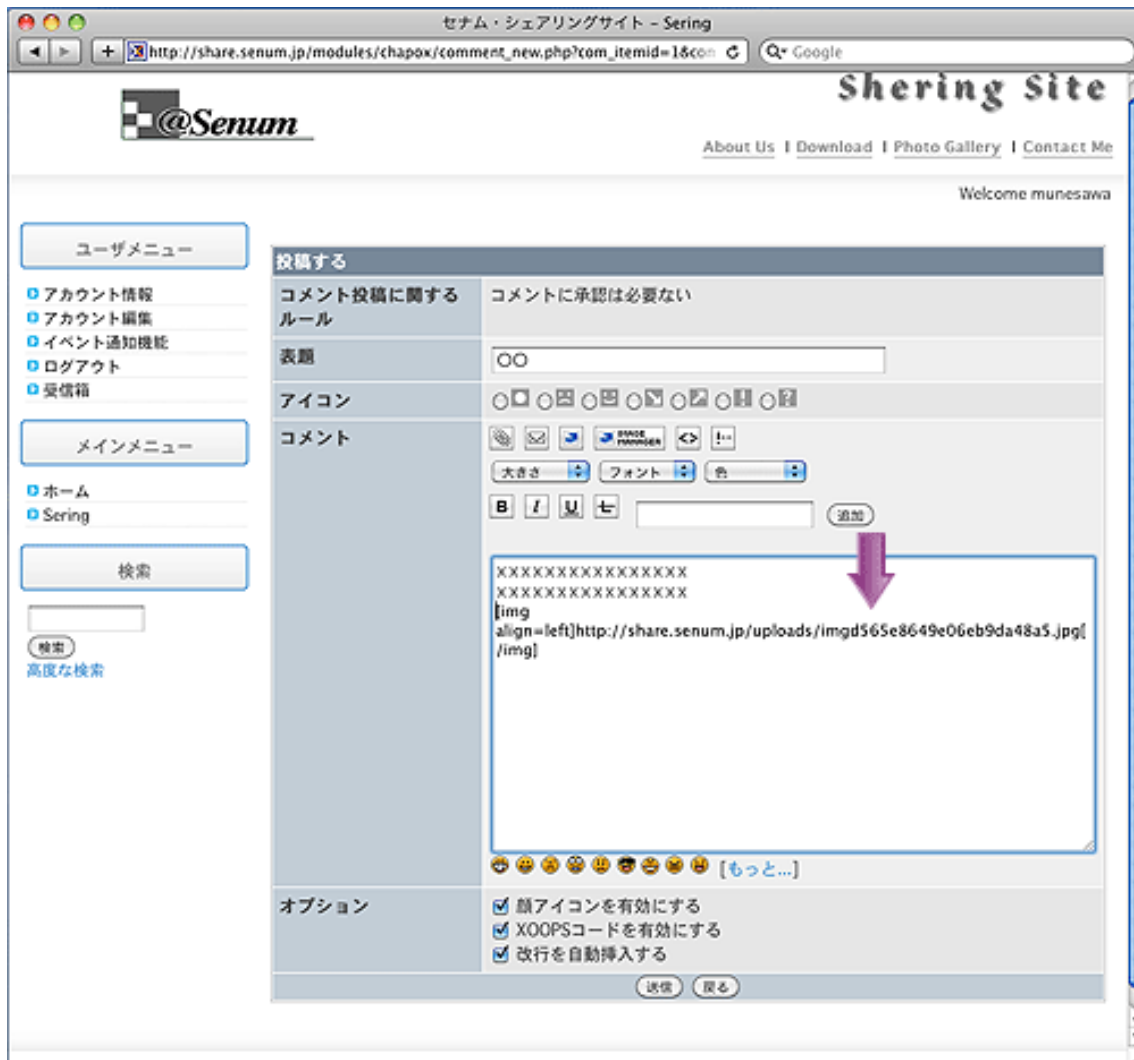 セナム・シェアリングサイト – Sering
http://share.senum.jp/modules/chapox/comment_new.php?com_itemid=1&com
Google
Shering Site
@Senum
About Us | Download | Photo Gallery | Contact Me
Welcome munesawa
ユーザメニュー
アカウント情報
アカウント編集
イベント通知機能
ログアウト
受信箱
メインメニュー
ホーム
Sering
検索
検索
高度な検索
投稿する
コメント投稿に関する
ルール
コメントに承認は必要ない
表題
○○
アイコン
コメント
IMAGE
MANAGER
大きさ フォント 色
B I U
追加
XXXXXXXXXXXXXXXX
XXXXXXXXXXXXXXXX
[img
align=left]http://share.senum.jp/uploads/imgd565e8649e06eb9da48a5.jpg[
/img]
[もっと...]
オプション
顔アイコンを有効にする
XOOPSコードを有効にする
改行を自動挿入する
送信 戻る